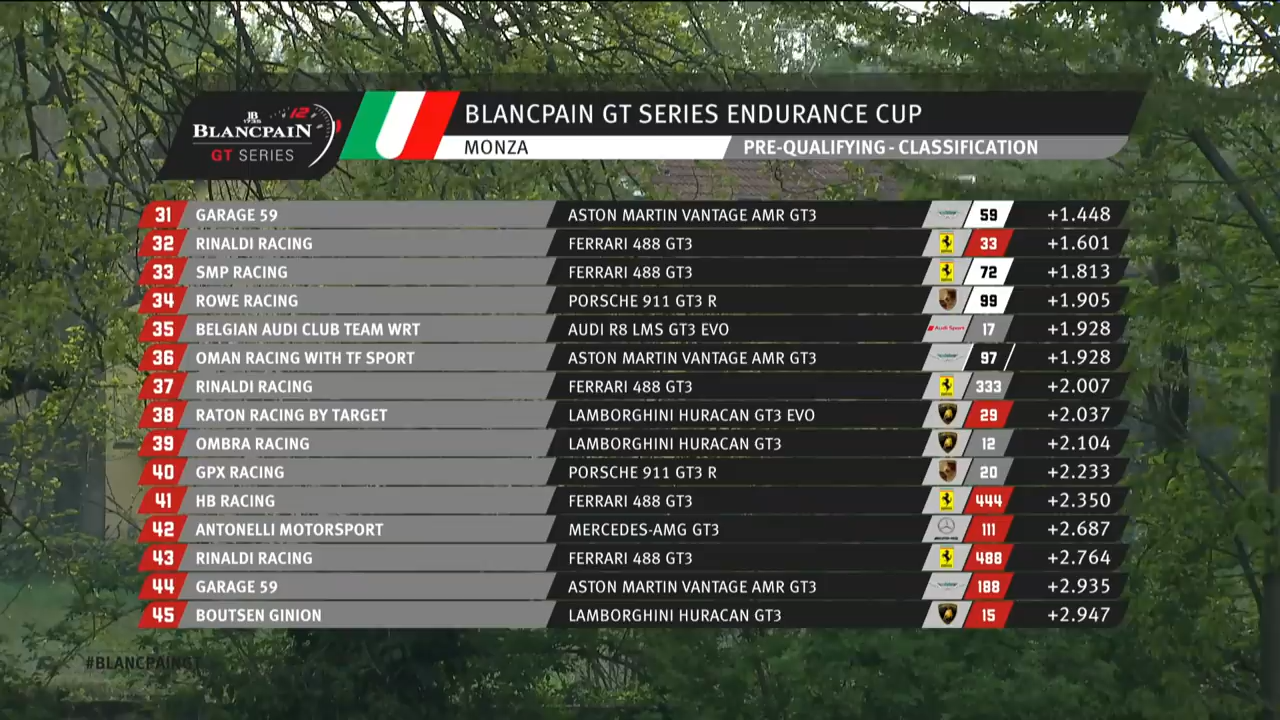 JB
1735
12
BLANCPAIN
GT SERIES
BLANCPAIN GT SERIES ENDURANCE CUP
MONZA PRE-QUALIFYING - CLASSIFICATION
31 GARAGE 59 ASTON MARTIN VANTAGE AMR GT3 59 +1.448
32 RINALDI RACING FERRARI 488 GT3 33 +1.601
33 SMP RACING FERRARI 488 GT3 72 +1.813
34 ROWE RACING PORSCHE 911 GT3 R 99 +1.905
35 BELGIAN AUDI CLUB TEAM WRT AUDI R8 LMS GT3 EVO Audi Sport 17 +1.928
36 OMAN RACING WITH TF SPORT ASTON MARTIN VANTAGE AMR GT3 97 +1.928
37 RINALDI RACING FERRARI 488 GT3 333 +2.007
38 RATON RACING BY TARGET LAMBORGHINI HURACAN GT3 EVO 29 +2.037
39 OMBRA RACING LAMBORGHINI HURACAN GT3 12 +2.104
40 GPX RACING PORSCHE 911 GT3 R 20 +2.233
41 HB RACING FERRARI 488 GT3 444 +2.350
42 ANTONELLI MOTORSPORT MERCEDES-AMG GT3 111 +2.687
43 RINALDI RACING FERRARI 488 GT3 488 +2.764
44 GARAGE 59 ASTON MARTIN VANTAGE AMR GT3 188 +2.935
45 BOUTSEN GINION LAMBORGHINI HURACAN GT3 15 +2.947
#BLANCPAINGT